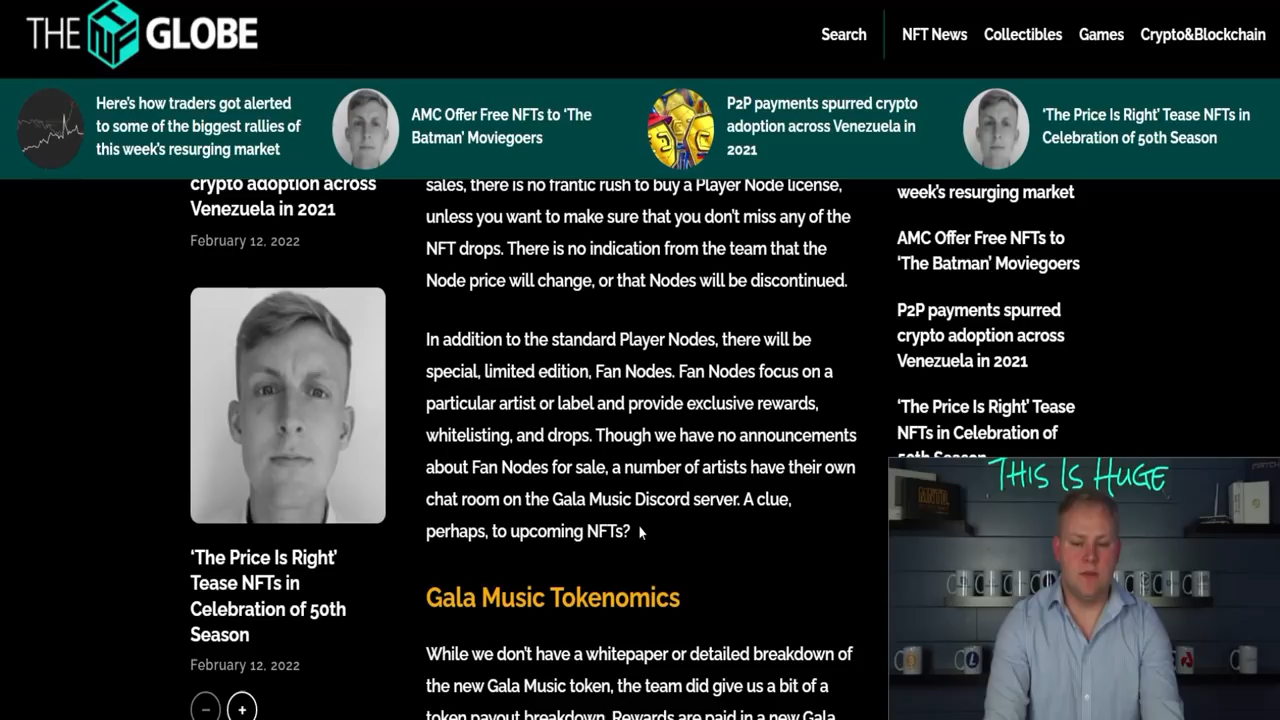 THE NFT GLOBE
Search
NFT News
Collectibles
Games
Crypto&Blockchain
Here's how traders got alerted
to some of the biggest rallies of
this week's resurging market
AMC Offer Free NFTs to 'The
Batman' Moviegoers
P2P payments spurred crypto
adoption across Venezuela in
2021
'The Price Is Right' Tease NFTs in
Celebration of 50th Season
crypto adoption across
Venezuela in 2021
February 12, 2022
'The Price Is Right'
Tease NFTs in
Celebration of 50th
Season
February 12, 2022
sales, there is no frantic rush to buy a Player Node license,
unless you want to make sure that you don't miss any of the
NFT drops. There is no indication from the team that the
Node price will change, or that Nodes will be discontinued.
In addition to the standard Player Nodes, there will be
special, limited edition, Fan Nodes. Fan Nodes focus on a
particular artist or label and provide exclusive rewards,
whitelisting, and drops. Though we have no announcements
about Fan Nodes for sale, a number of artists have their own
chat room on the Gala Music Discord server. A clue,
perhaps, to upcoming NFTs?
Gala Music Tokenomics
While we don't have a whitepaper or detailed breakdown of
the new Gala Music token, the team did give us a bit of a
token payout breakdown. Rewards are paid in a new Gala
week's resurging market
AMC Offer Free NFTs to
'The Batman' Moviegoers
P2P payments spurred
crypto adoption across
Venezuela in 2021
'The Price Is Right' Tease
NFTs in Celebration of
50th Season
THIS IS HUGE